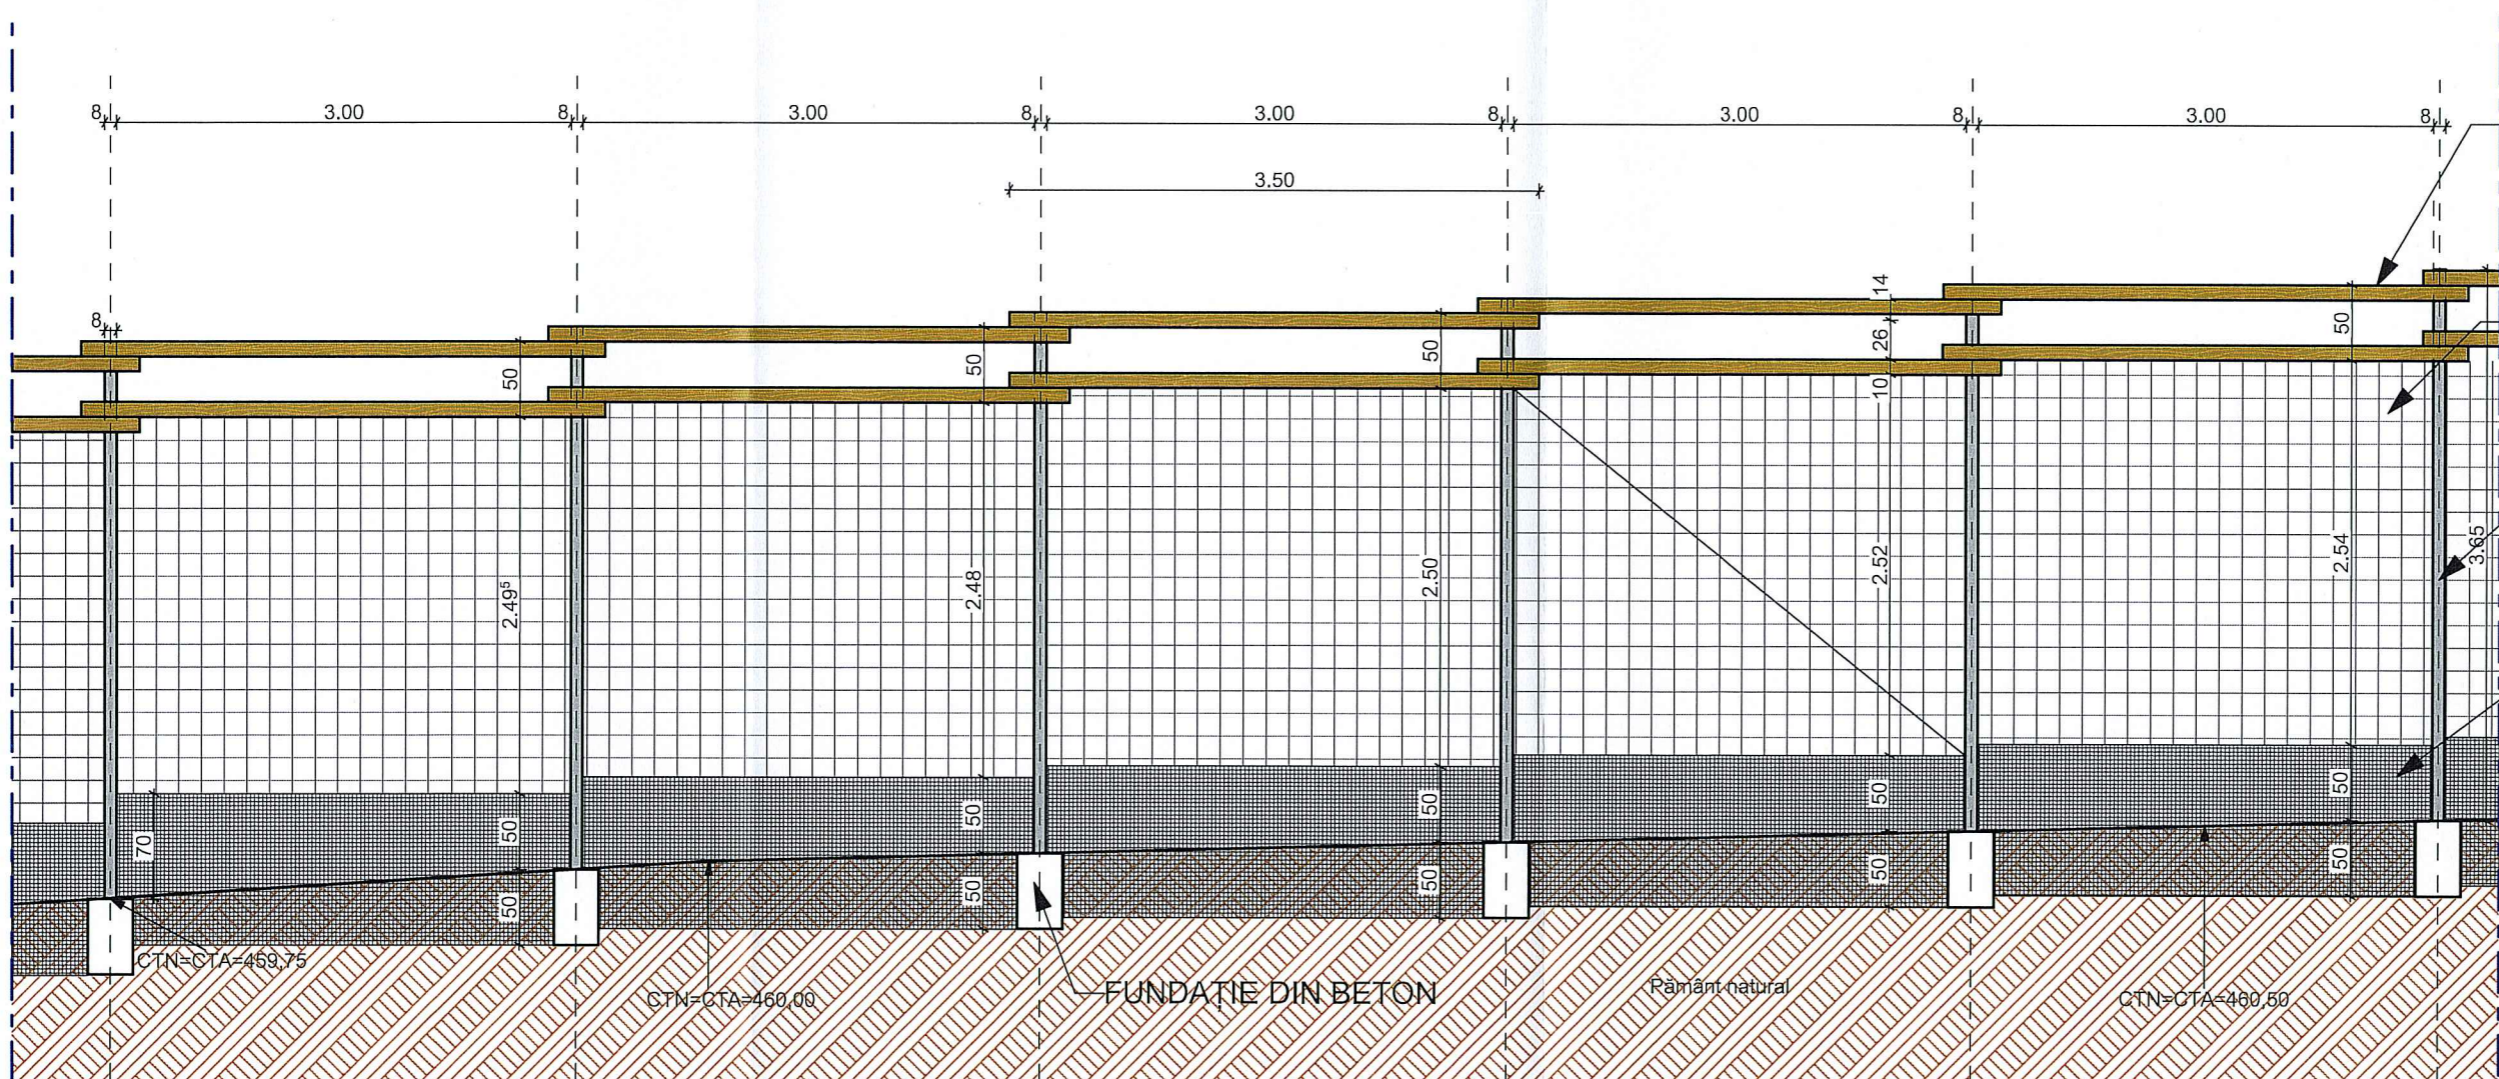 8 3.00 8 3.00 8 3.00 8 3.00 8 3.00 8
3.50
8
50 50 50 14 26 10 50
2.49⁵ 2.48 2.50 2.52 2.54 3.65
70 50 50 50 50 50
50 50 50 50 50
CTN=CTA=459,75
CTN=CTA=460,00
FUNDAȚIE DIN BETON
Pământ natural
CTN=CTA=460,50